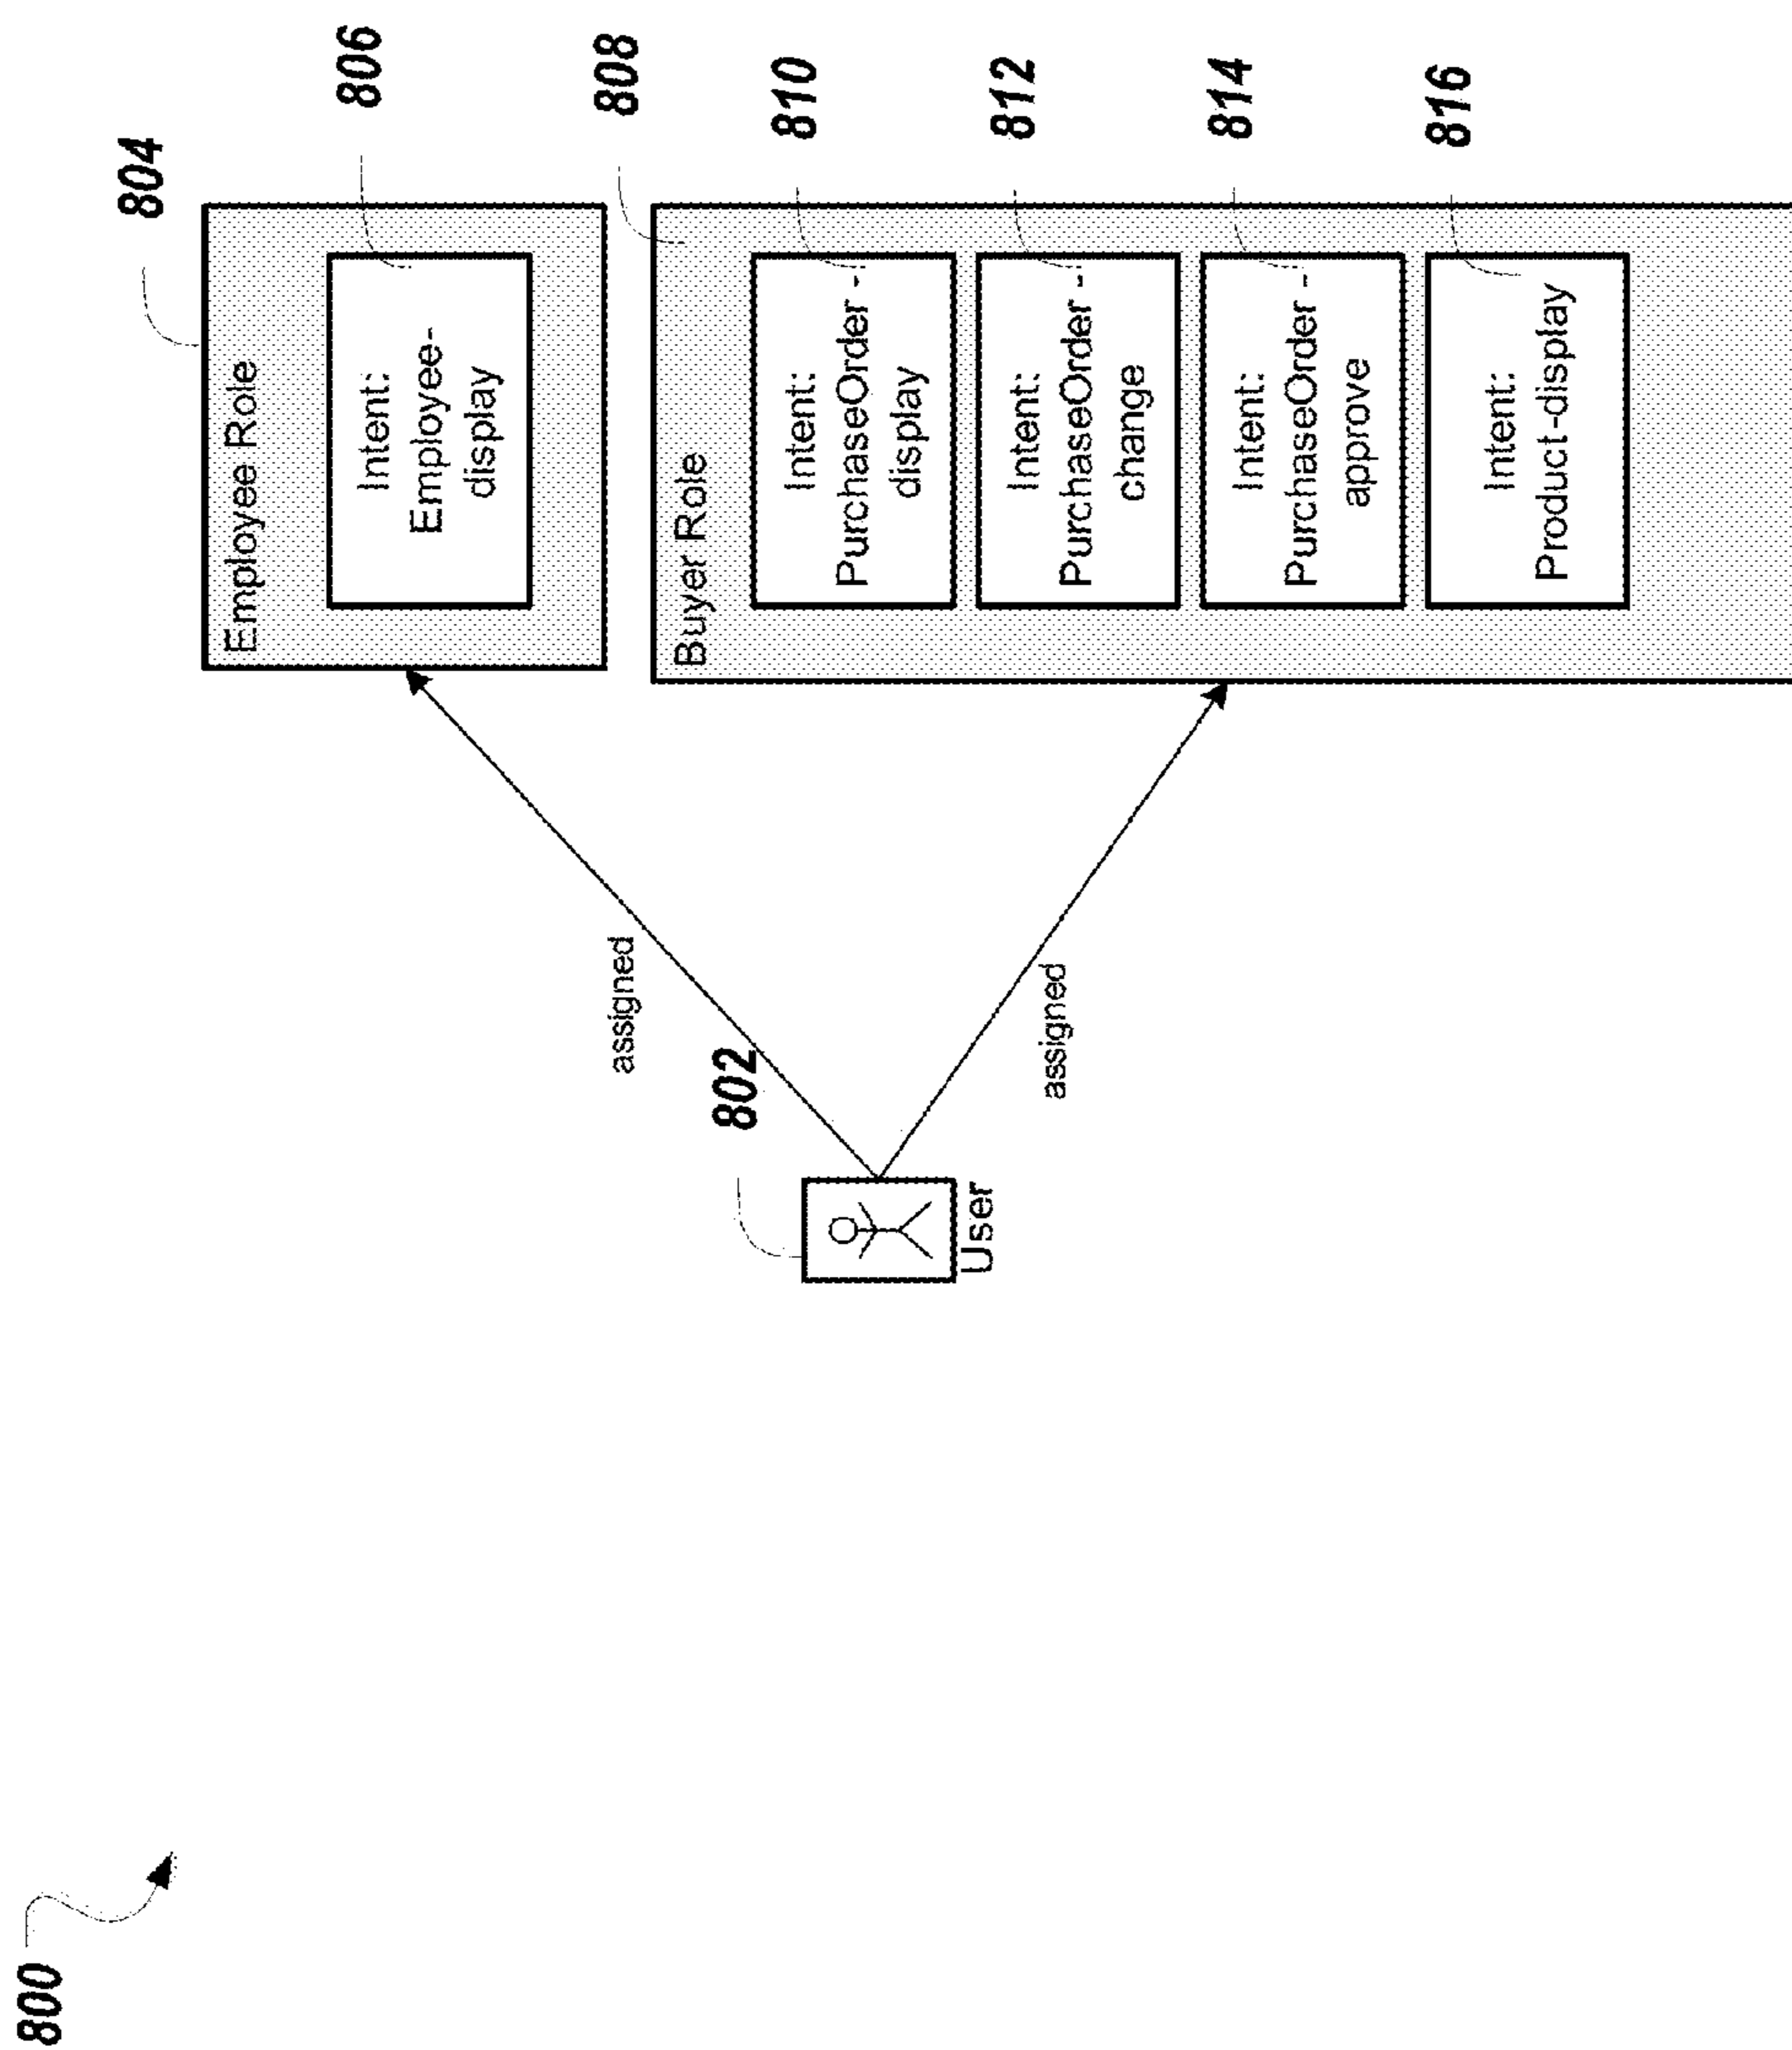 800
804
Employee Role
806
Intent:
Employee-
display
808
Buyer Role
810
Intent:
PurchaseOrder -
display
812
Intent:
PurchaseOrder -
change
814
Intent:
PurchaseOrder -
approve
816
Intent:
Product-display
assigned
802
assigned
User